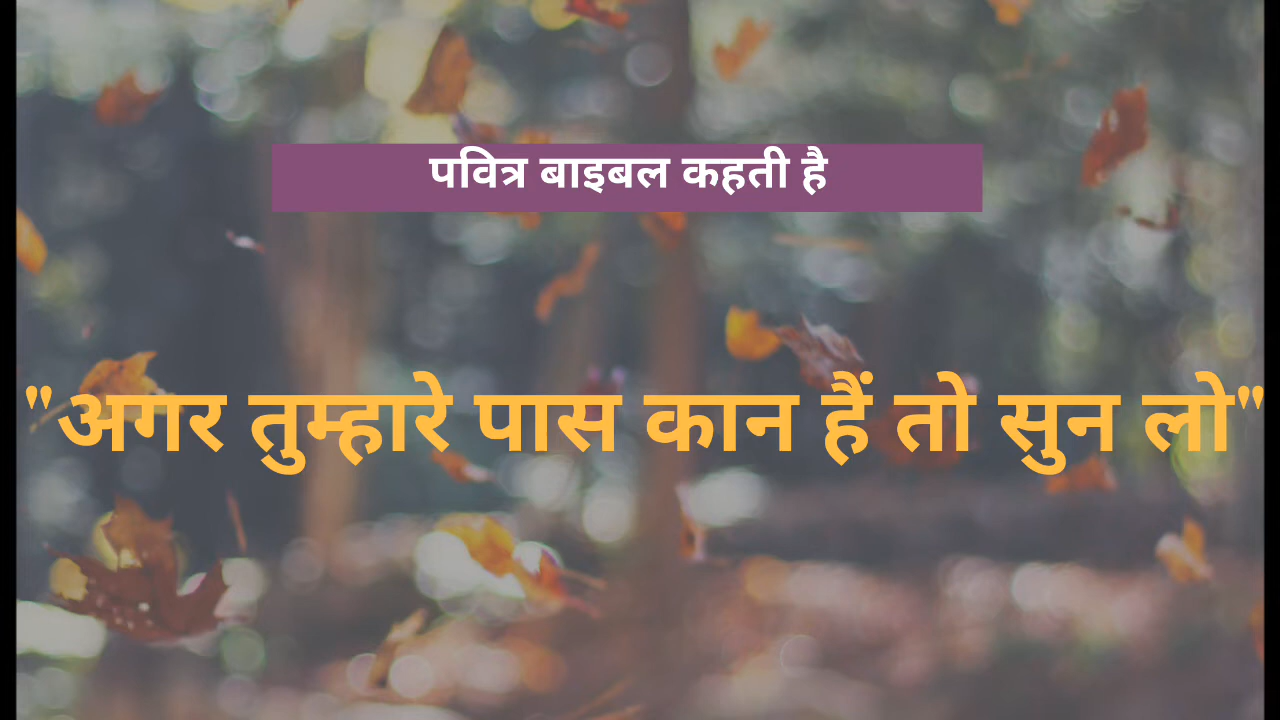 पवित्र बाइबल कहती है
"अगर तुम्हारे पास कान हैं तो सुन लो"